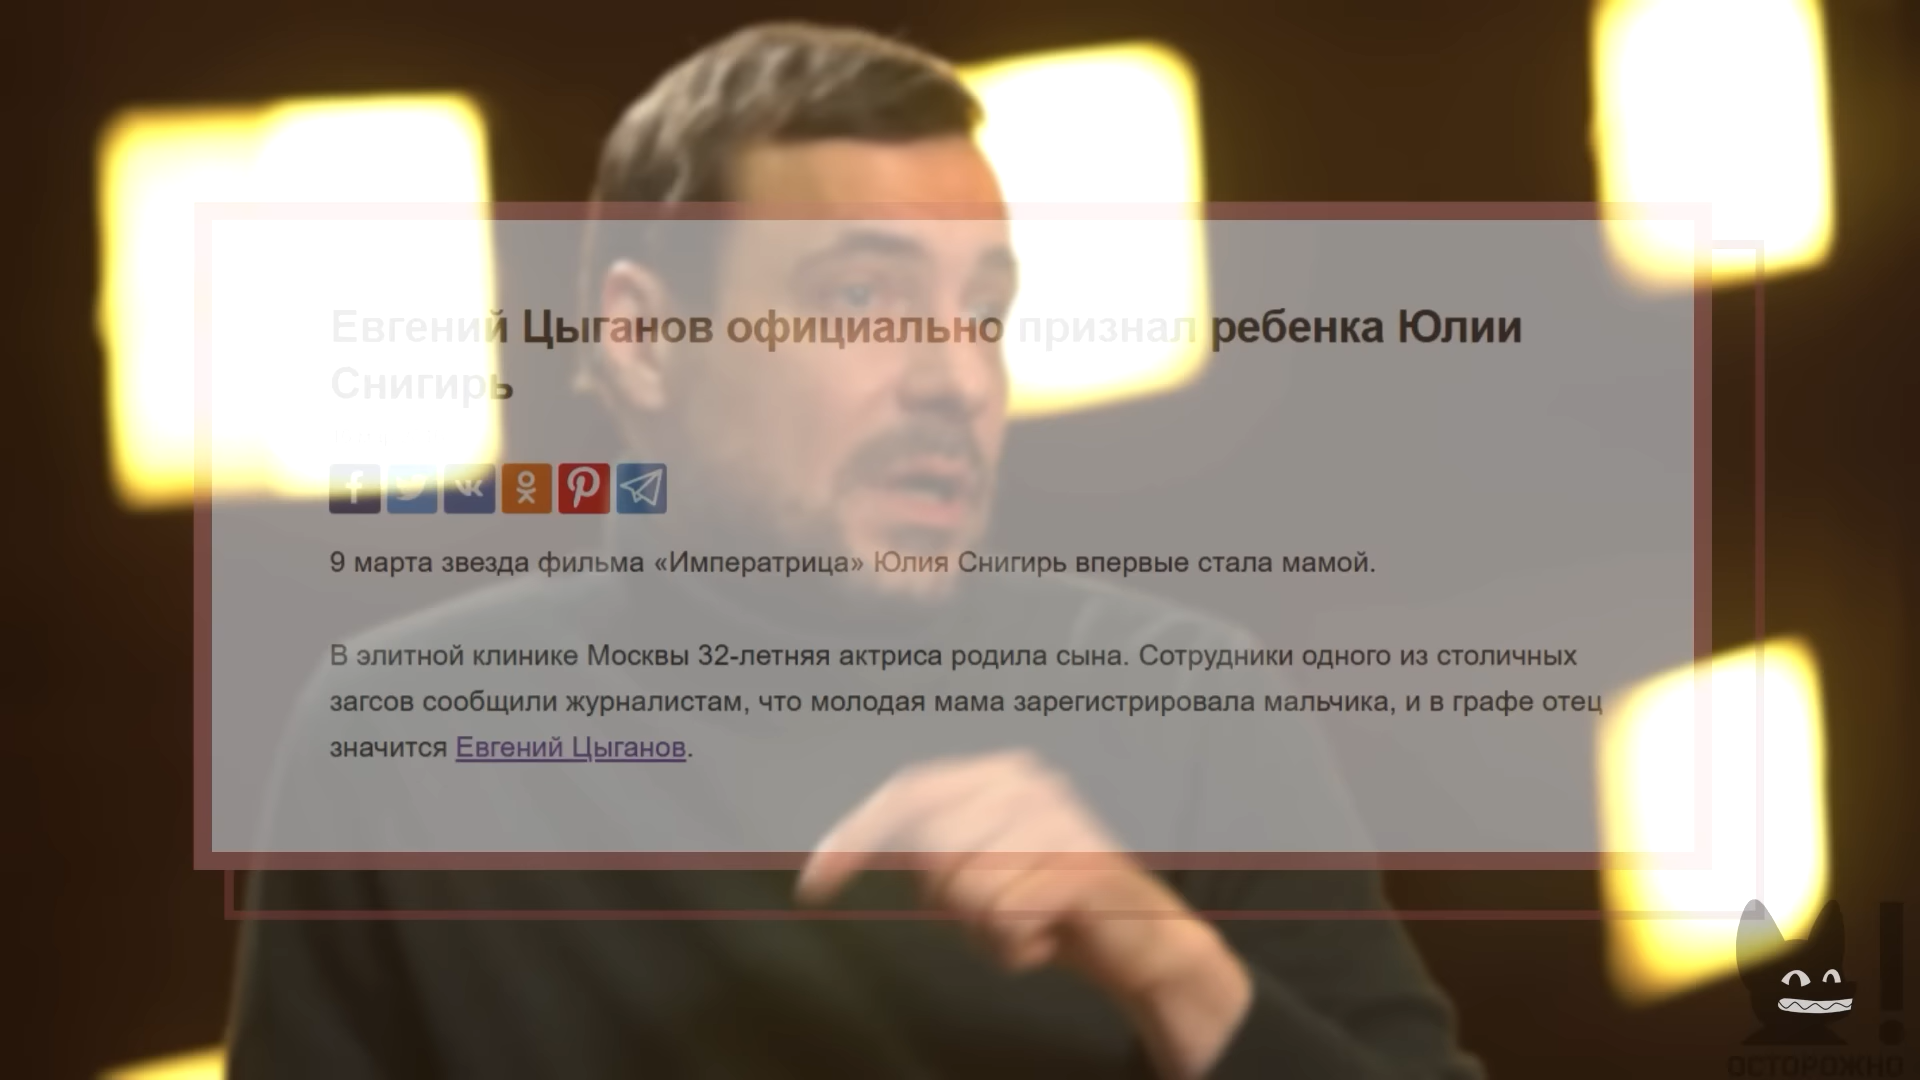 Евгений Цыганов официально признал ребенка Юлии
Снигирь
9 марта звезда фильма «Императрица» Юлия Снигирь впервые стала мамой.
В элитной клинике Москвы 32-летняя актриса родила сына. Сотрудники одного из столичных
загсов сообщили журналистам, что молодая мама зарегистрировала мальчика, и в графе отец
значится Евгений Цыганов.
ОСТОРОЖНО